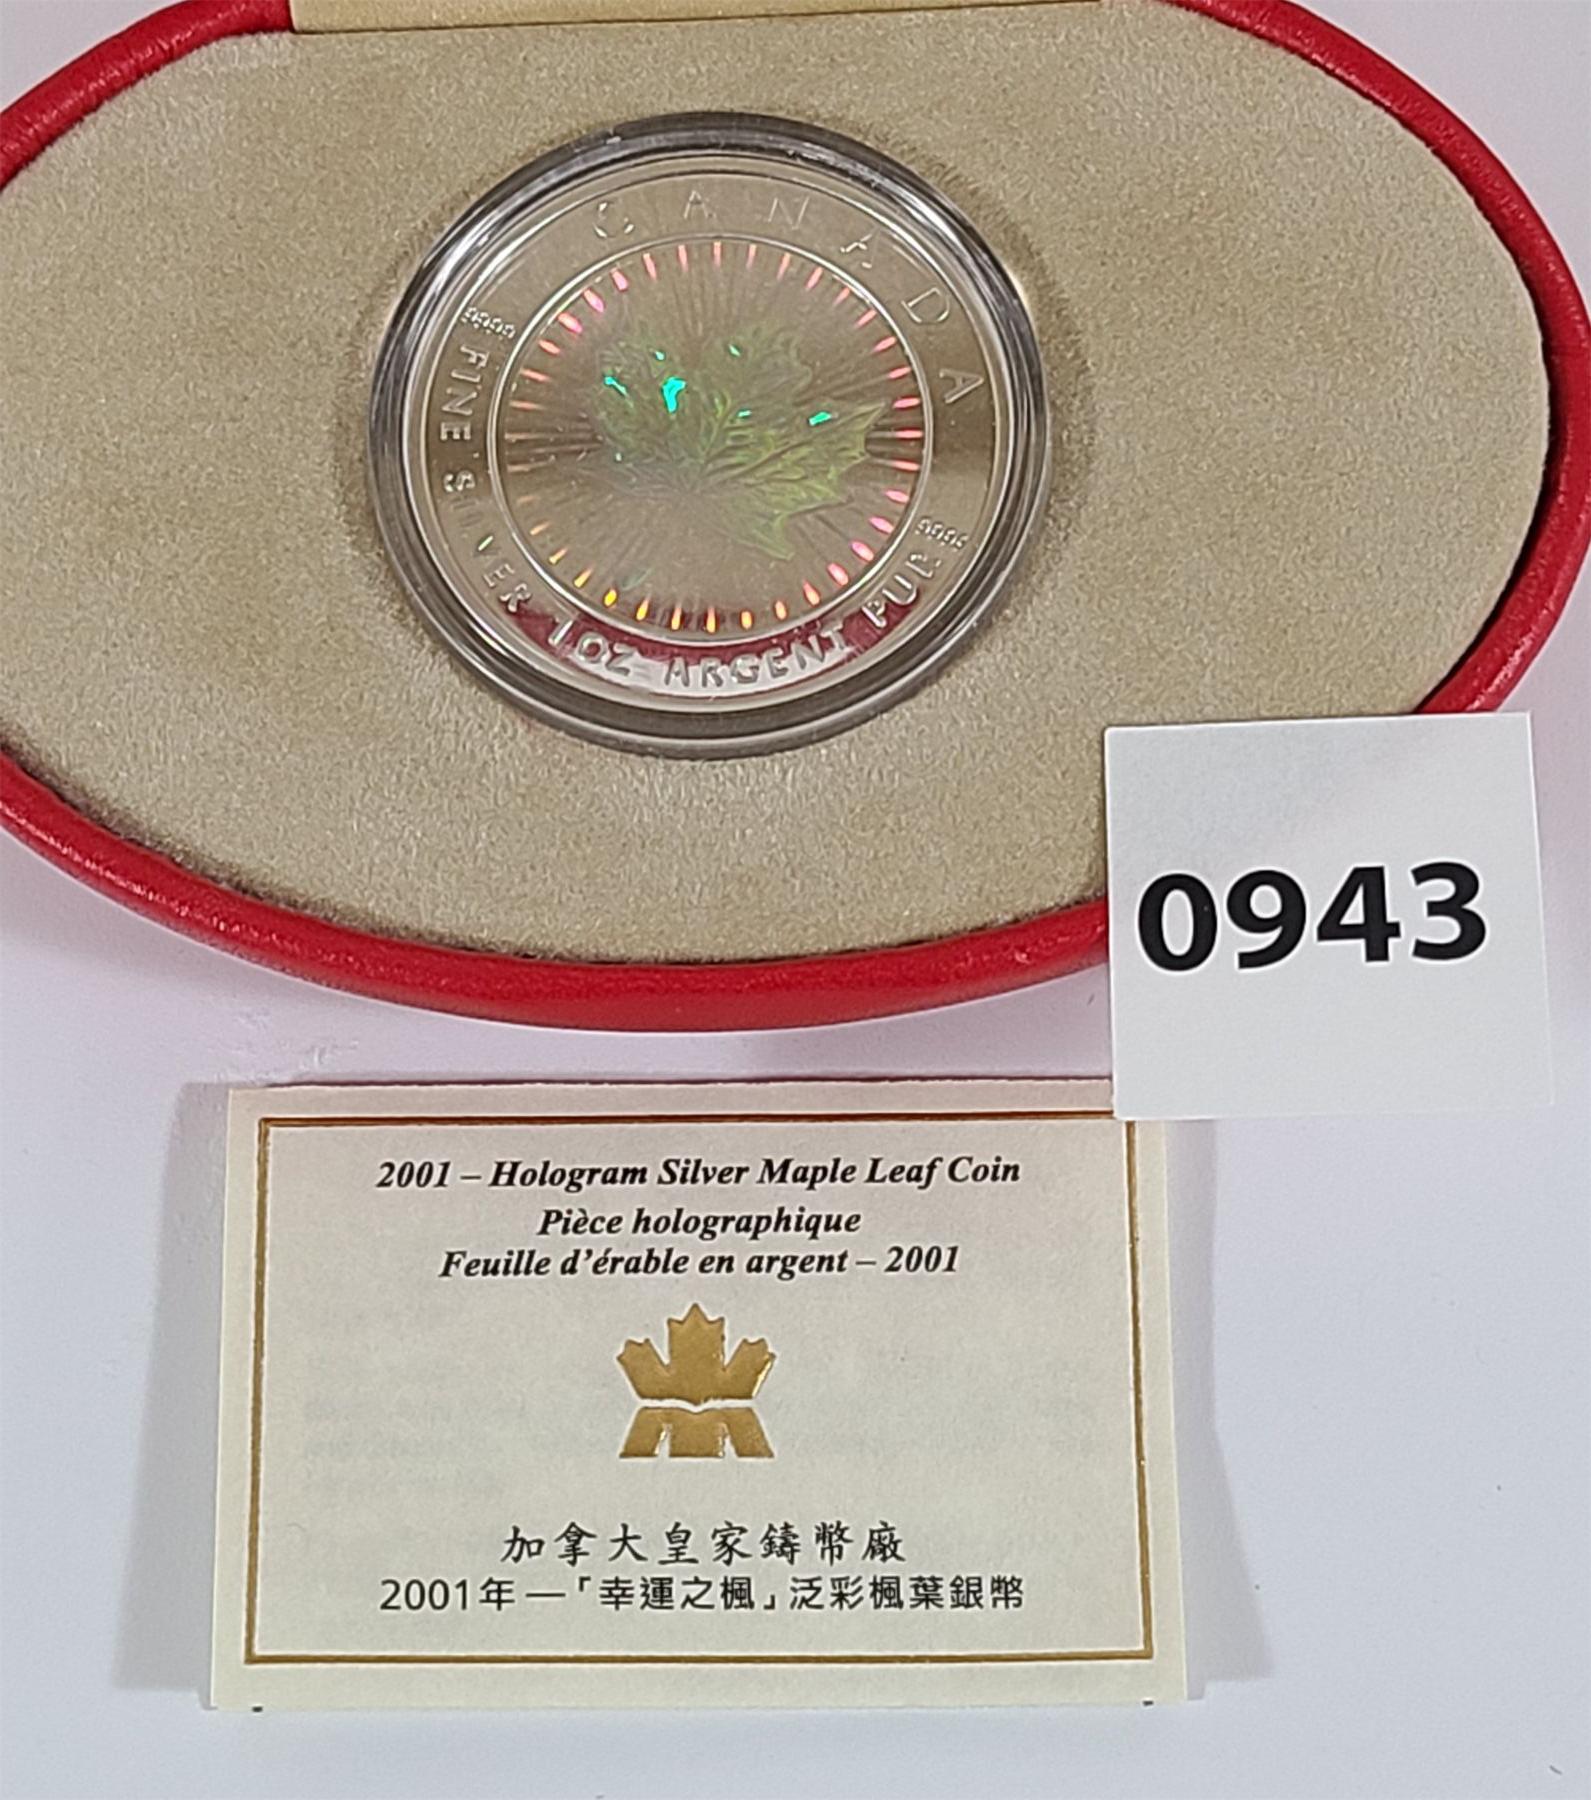 CANADA
9999 FINE SILVER 1 OZ ARGENT PUR 9999
0943
2001 – Hologram Silver Maple Leaf Coin
Pièce holographique
Feuille d'érable en argent – 2001
加拿大皇家鑄幣廠
2001年—「幸運之楓」泛彩楓葉銀幣